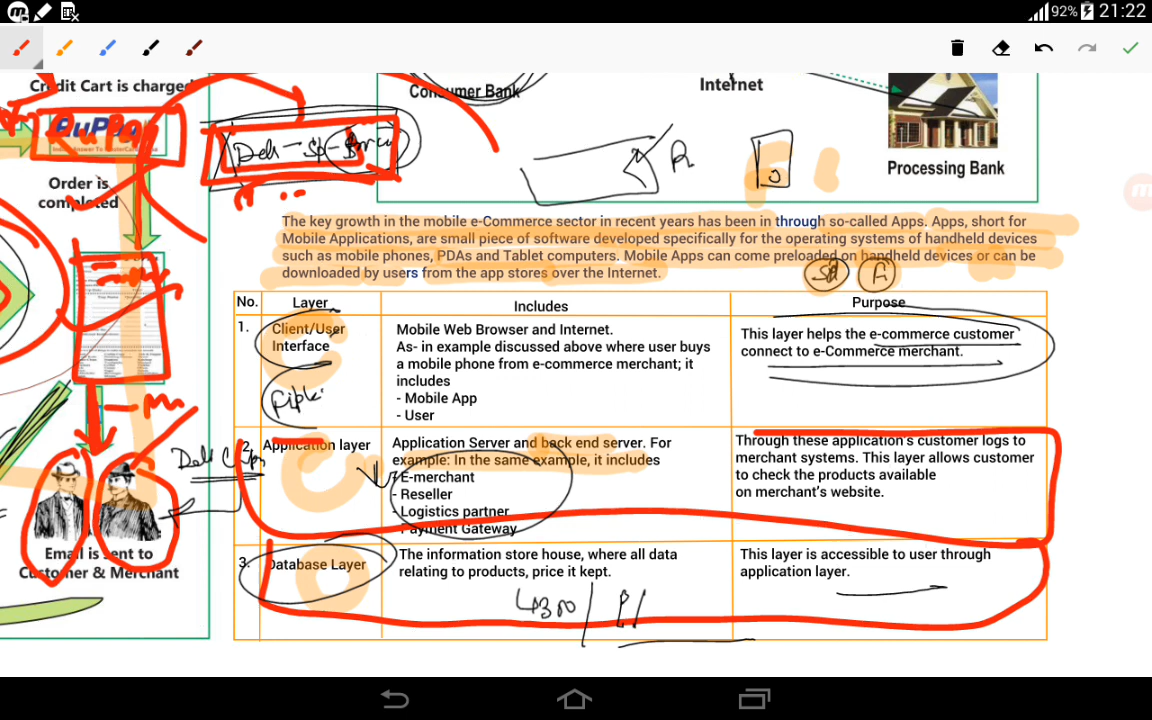 92% 21:22
Credit Cart is charged
RuPay
Order is
completed
Email is sent to
Customer & Merchant
Consumer Bank
Internet
Processing Bank
The key growth in the mobile e-Commerce sector in recent years has been in through so-called Apps. Apps, short for
Mobile Applications, are small piece of software developed specifically for the operating systems of handheld devices
such as mobile phones, PDAs and Tablet computers. Mobile Apps can come preloaded on handheld devices or can be
downloaded by users from the app stores over the Internet.
No. Layer Includes Purpose
1. Client/User
Interface
Mobile Web Browser and Internet.
As- in example discussed above where user buys
a mobile phone from e-commerce merchant; it
includes
- Mobile App
- User
This layer helps the e-commerce customer
connect to e-Commerce merchant.
2. Application layer
Application Server and back end server. For
example: In the same example, it includes
- E-merchant
- Reseller
- Logistics partner
- Payment Gateway
Through these application's customer logs to
merchant systems. This layer allows customer
to check the products available
on merchant's website.
3. Database Layer
The information store house, where all data
relating to products, price it kept.
This layer is accessible to user through
application layer.